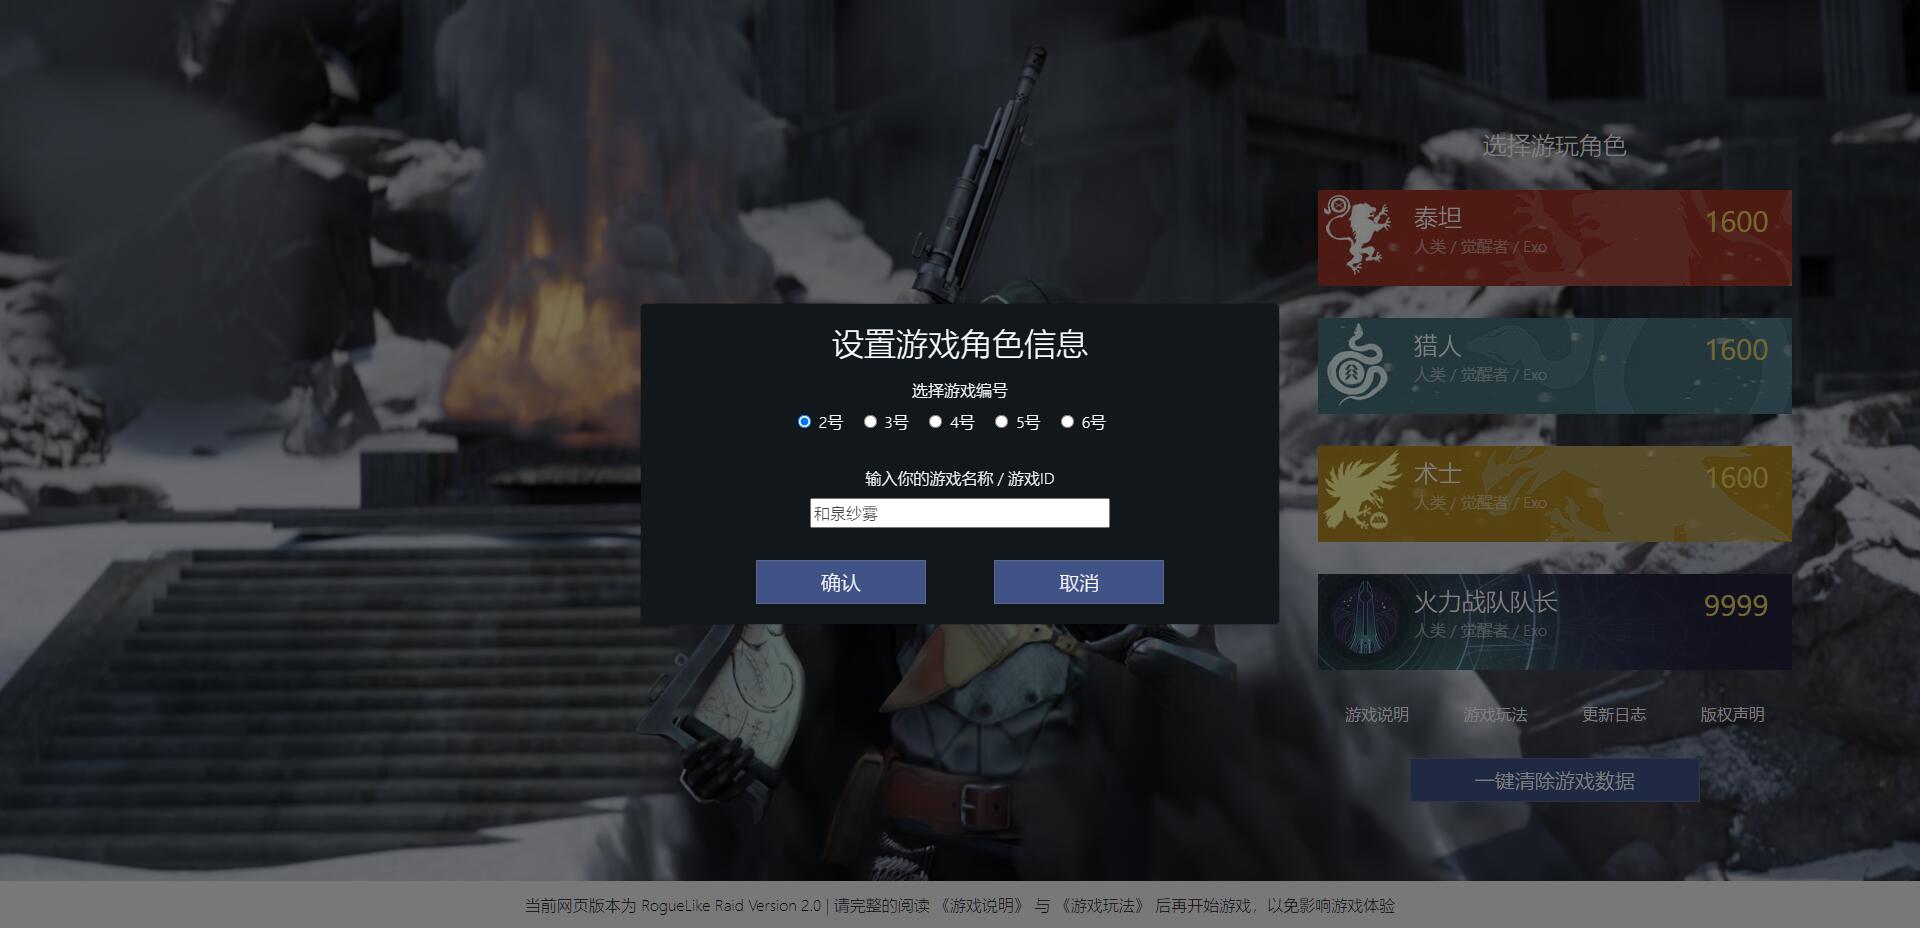 选择游玩角色
泰坦
1600
人类 / 觉醒者 / Exo
猎人
1600
人类 / 觉醒者 / Exo
术士
1600
人类 / 觉醒者 / Exo
火力战队队长
9999
人类 / 觉醒者 / Exo
游戏说明 游戏玩法 更新日志 版权声明
一键清除游戏数据
设置游戏角色信息
选择游戏编号
2号 3号 4号 5号 6号
输入你的游戏名称 / 游戏ID
和泉纱雾
确认 取消
当前网页版本为 RogueLike Raid Version 2.0 | 请完整的阅读 《游戏说明》 与 《游戏玩法》 后再开始游戏，以免影响游戏体验